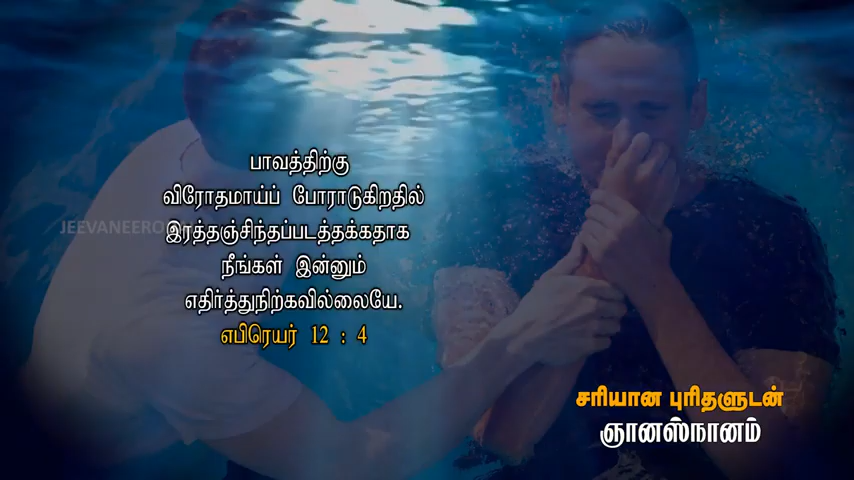 பாவத்திற்கு
விரோதமாய்ப் போராடுகிறதில்
இரத்தஞ்சிந்தப்படத்தக்கதாக
நீங்கள் இன்னும்
எதிர்த்துநிற்கவில்லையே.
எபிரெயர் 12 : 4
சரியான புரிதளுடன்
ஞானஸ்நானம்